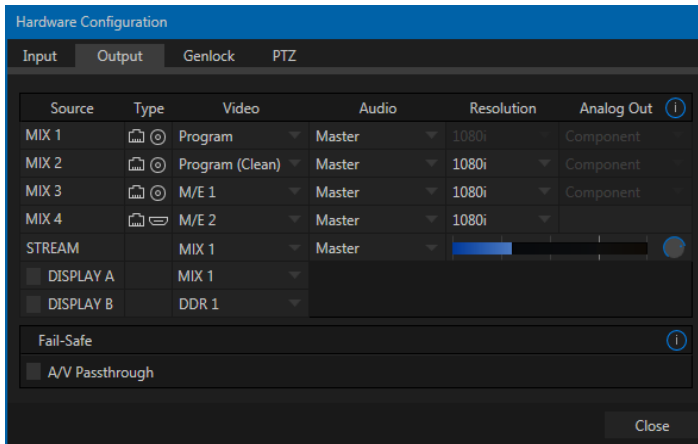 Hardware Configuration
Input Output Genlock PTZ
Source Type Video Audio Resolution Analog Out i
MIX 1 Program Master 1080i Component
MIX 2 Program (Clean) Master 1080i Component
MIX 3 M/E 1 Master 1080i Component
MIX 4 M/E 2 Master 1080i
STREAM MIX 1 Master
DISPLAY A MIX 1
DISPLAY B DDR 1
Fail-Safe i
A/V Passthrough
Close